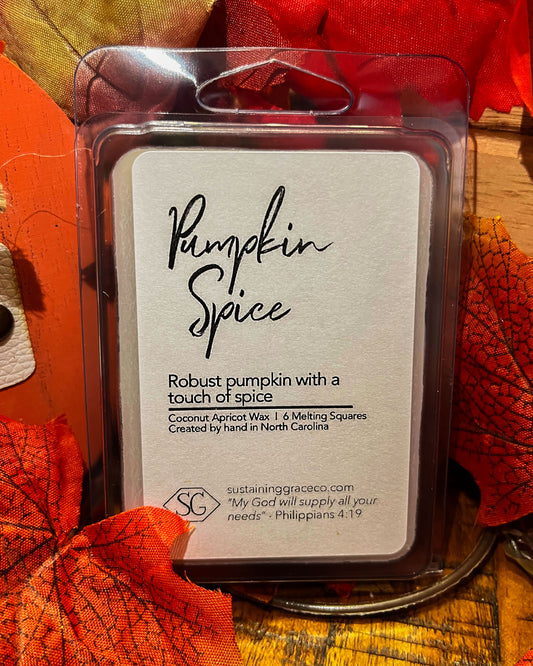 Pumpkin
Spice
Robust pumpkin with a
touch of spice
Coconut Apricot Wax | 6 Melting Squares
Created by hand in North Carolina
SG
sustaininggraceco.com
"My God will supply all your
needs" - Philippians 4:19